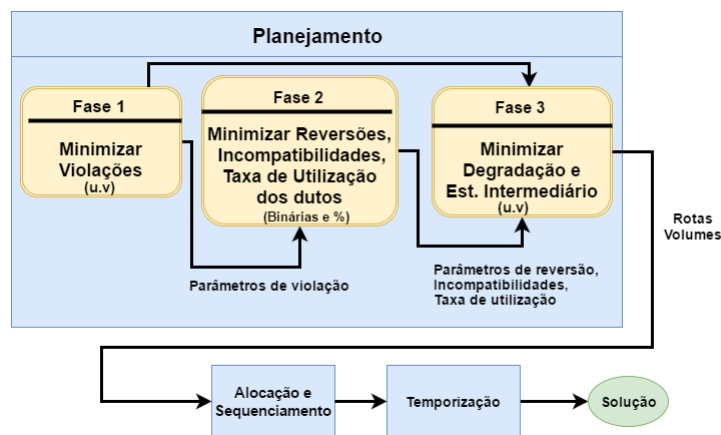 Planejamento
Fase 1
Minimizar
Violações
(u.v)
Fase 2
Minimizar Reversões,
Incompatibilidades,
Taxa de Utilização
dos dutos
(Binárias e %)
Fase 3
Minimizar
Degradação e
Est. Intermediário
(u.v)
Parâmetros de violação
Parâmetros de reversão,
Incompatibilidades,
Taxa de utilização
Rotas
Volumes
Alocação e
Sequenciamento
Temporização
Solução